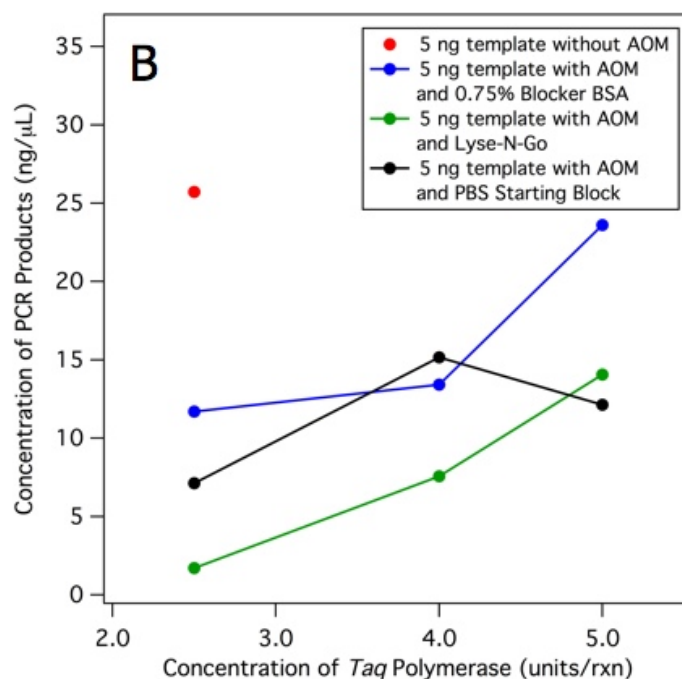 B
5 ng template without AOM
5 ng template with AOM
and 0.75% Blocker BSA
5 ng template with AOM
and Lyse-N-Go
5 ng template with AOM
and PBS Starting Block
Concentration of PCR Products (ng/μL)
35
30
25
20
15
10
5
0
2.0 3.0 4.0 5.0
Concentration of Taq Polymerase (units/rxn)